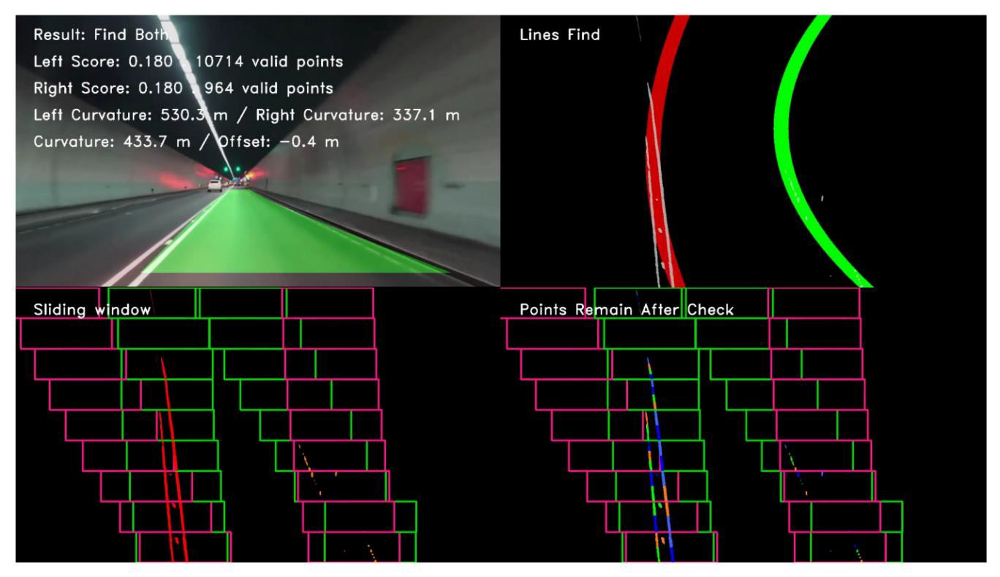 Result: Find Both
Left Score: 0.180 , 10714 valid points
Right Score: 0.180 , 964 valid points
Left Curvature: 530.3 m / Right Curvature: 337.1 m
Curvature: 433.7 m / Offset: -0.4 m
Lines Find
Sliding window
Points Remain After Check